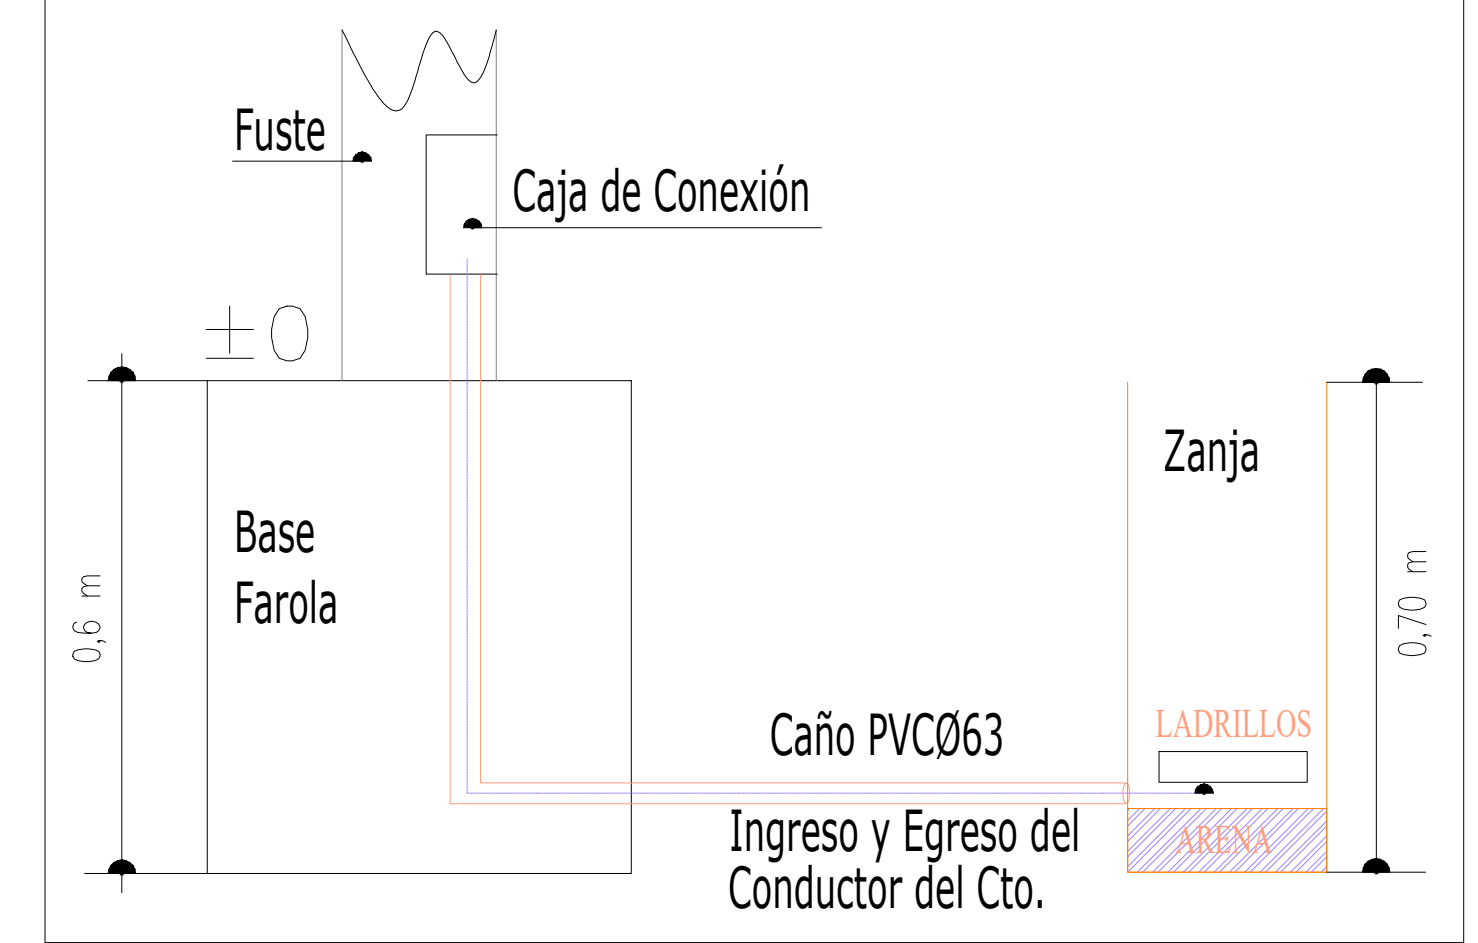 Fuste
Caja de Conexión
±0
Zanja
Base
Farola
0,6 m
0,70 m
LADRILLOS
Caño PVCØ63
Ingreso y Egreso del
Conductor del Cto.
ARENA